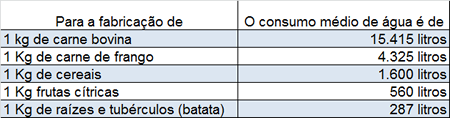 Para a fabricação de O consumo médio de água é de
1 kg de carne bovina 15.415 litros
1 Kg de carne de frango 4.325 litros
1 Kg de cereais 1.600 litros
1 Kg frutas cítricas 560 litros
1 Kg de raízes e tubérculos (batata) 287 litros